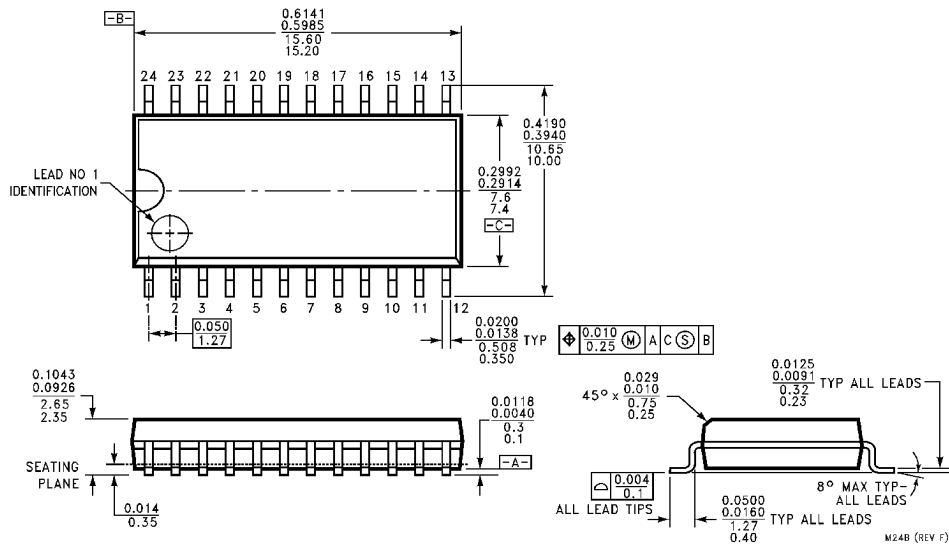 -B-
0.6141
0.5985
15.60
15.20
24 23 22 21 20 19 18 17 16 15 14 13
LEAD NO 1
IDENTIFICATION
0.2992
0.2914
7.6
7.4
-C-
0.4190
0.3940
10.65
10.00
1 2 3 4 5 6 7 8 9 10 11 12
0.050
1.27
0.0200
0.0138
0.508
0.350
TYP
0.010
0.25
M A C S B
0.1043
0.0926
2.65
2.35
SEATING
PLANE
0.014
0.35
0.0118
0.0040
0.3
0.1
-A-
45° x
0.029
0.010
0.75
0.25
0.0125
0.0091
0.32
0.23
TYP ALL LEADS
0.004
0.1
ALL LEAD TIPS
0.0500
0.0160
1.27
0.40
TYP ALL LEADS
8° MAX TYP-
ALL LEADS
M24B (REV F)